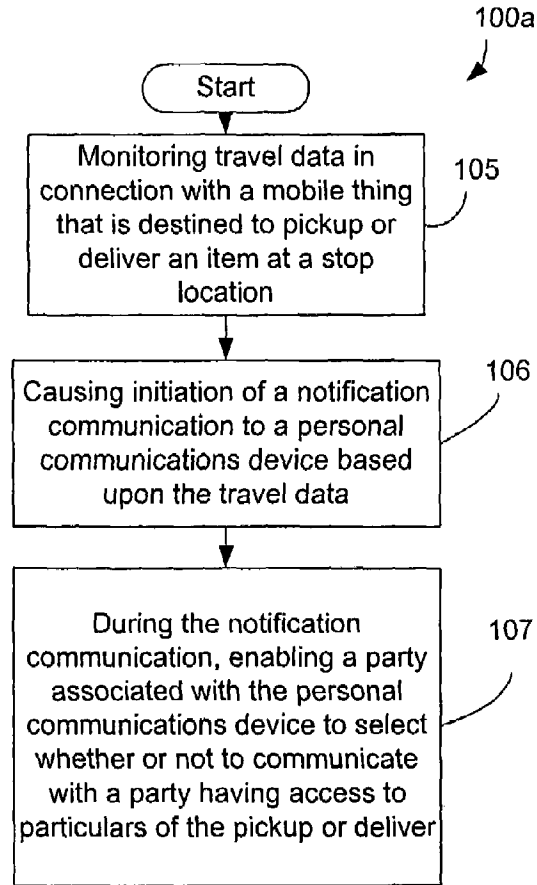 100a
Start
Monitoring travel data in
connection with a mobile thing
that is destined to pickup or
deliver an item at a stop
location
105
Causing initiation of a notification
communication to a personal
communications device based
upon the travel data
106
During the notification
communication, enabling a party
associated with the personal
communications device to select
whether or not to communicate
with a party having access to
particulars of the pickup or deliver
107